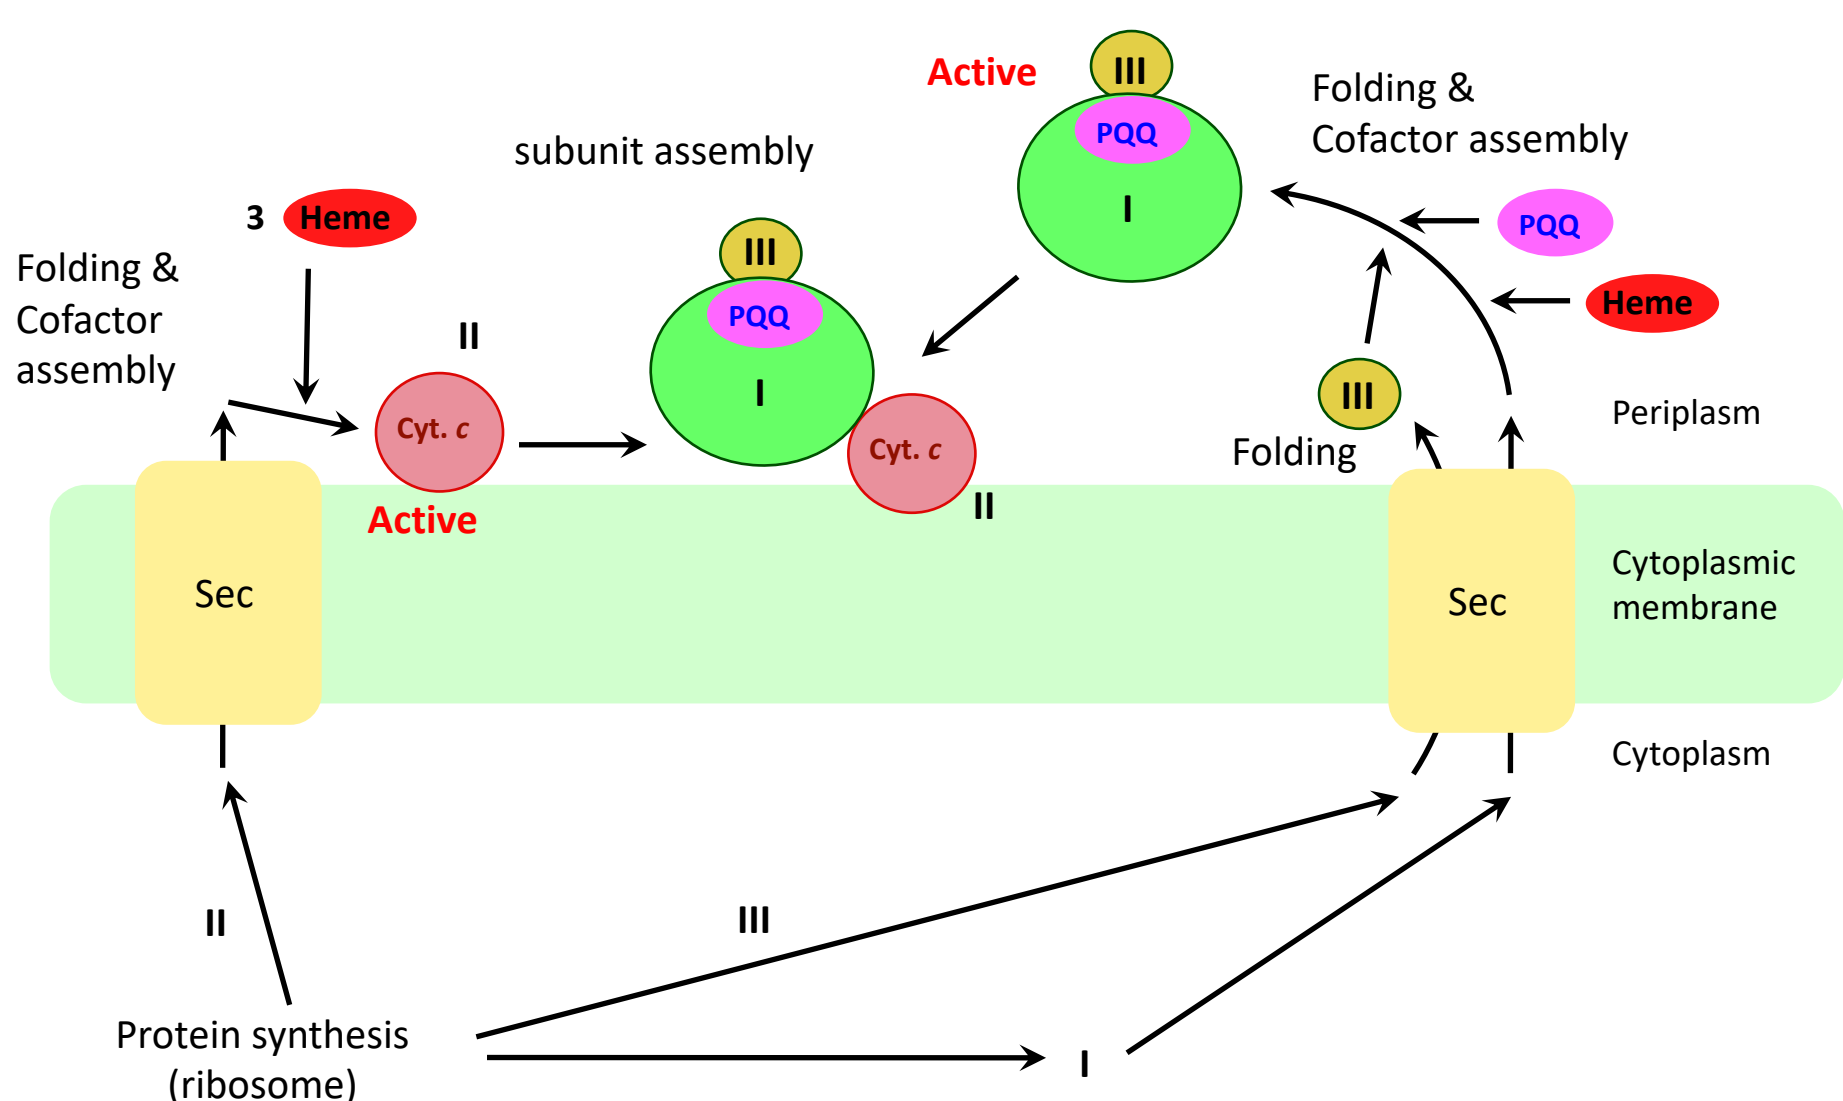 Active
III
PQQ
I
Folding &
Cofactor assembly
subunit assembly
3 Heme
PQQ
Heme
Folding &
Cofactor
assembly
II
III
PQQ
I
Cyt. c
Active
Cyt. c
II
III
Folding
Periplasm
Sec
Sec
Cytoplasmic
membrane
Cytoplasm
II
III
Protein synthesis
(ribosome)
I